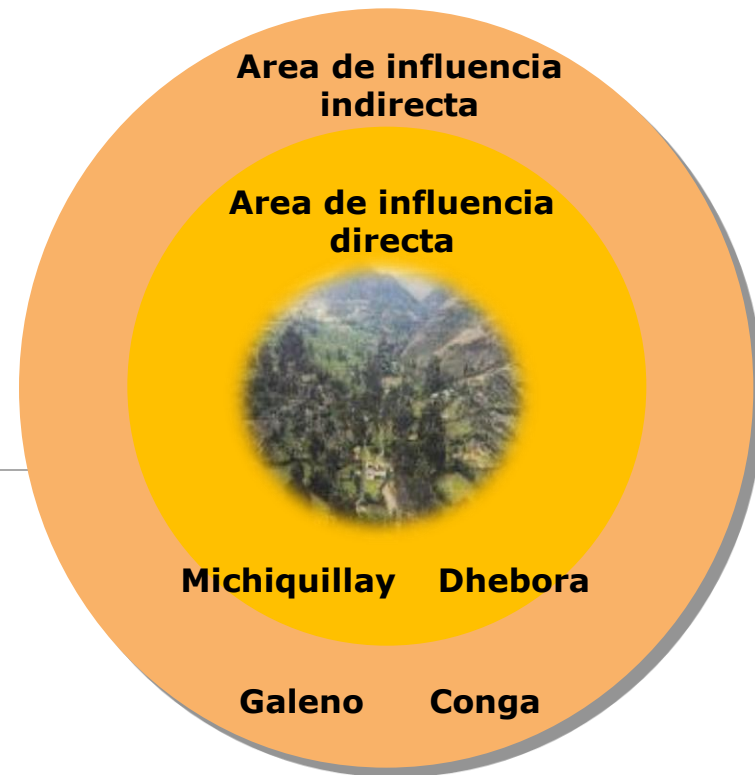 Area de influencia
indirecta
Area de influencia
directa
Michiquillay Dhebora
Galeno Conga